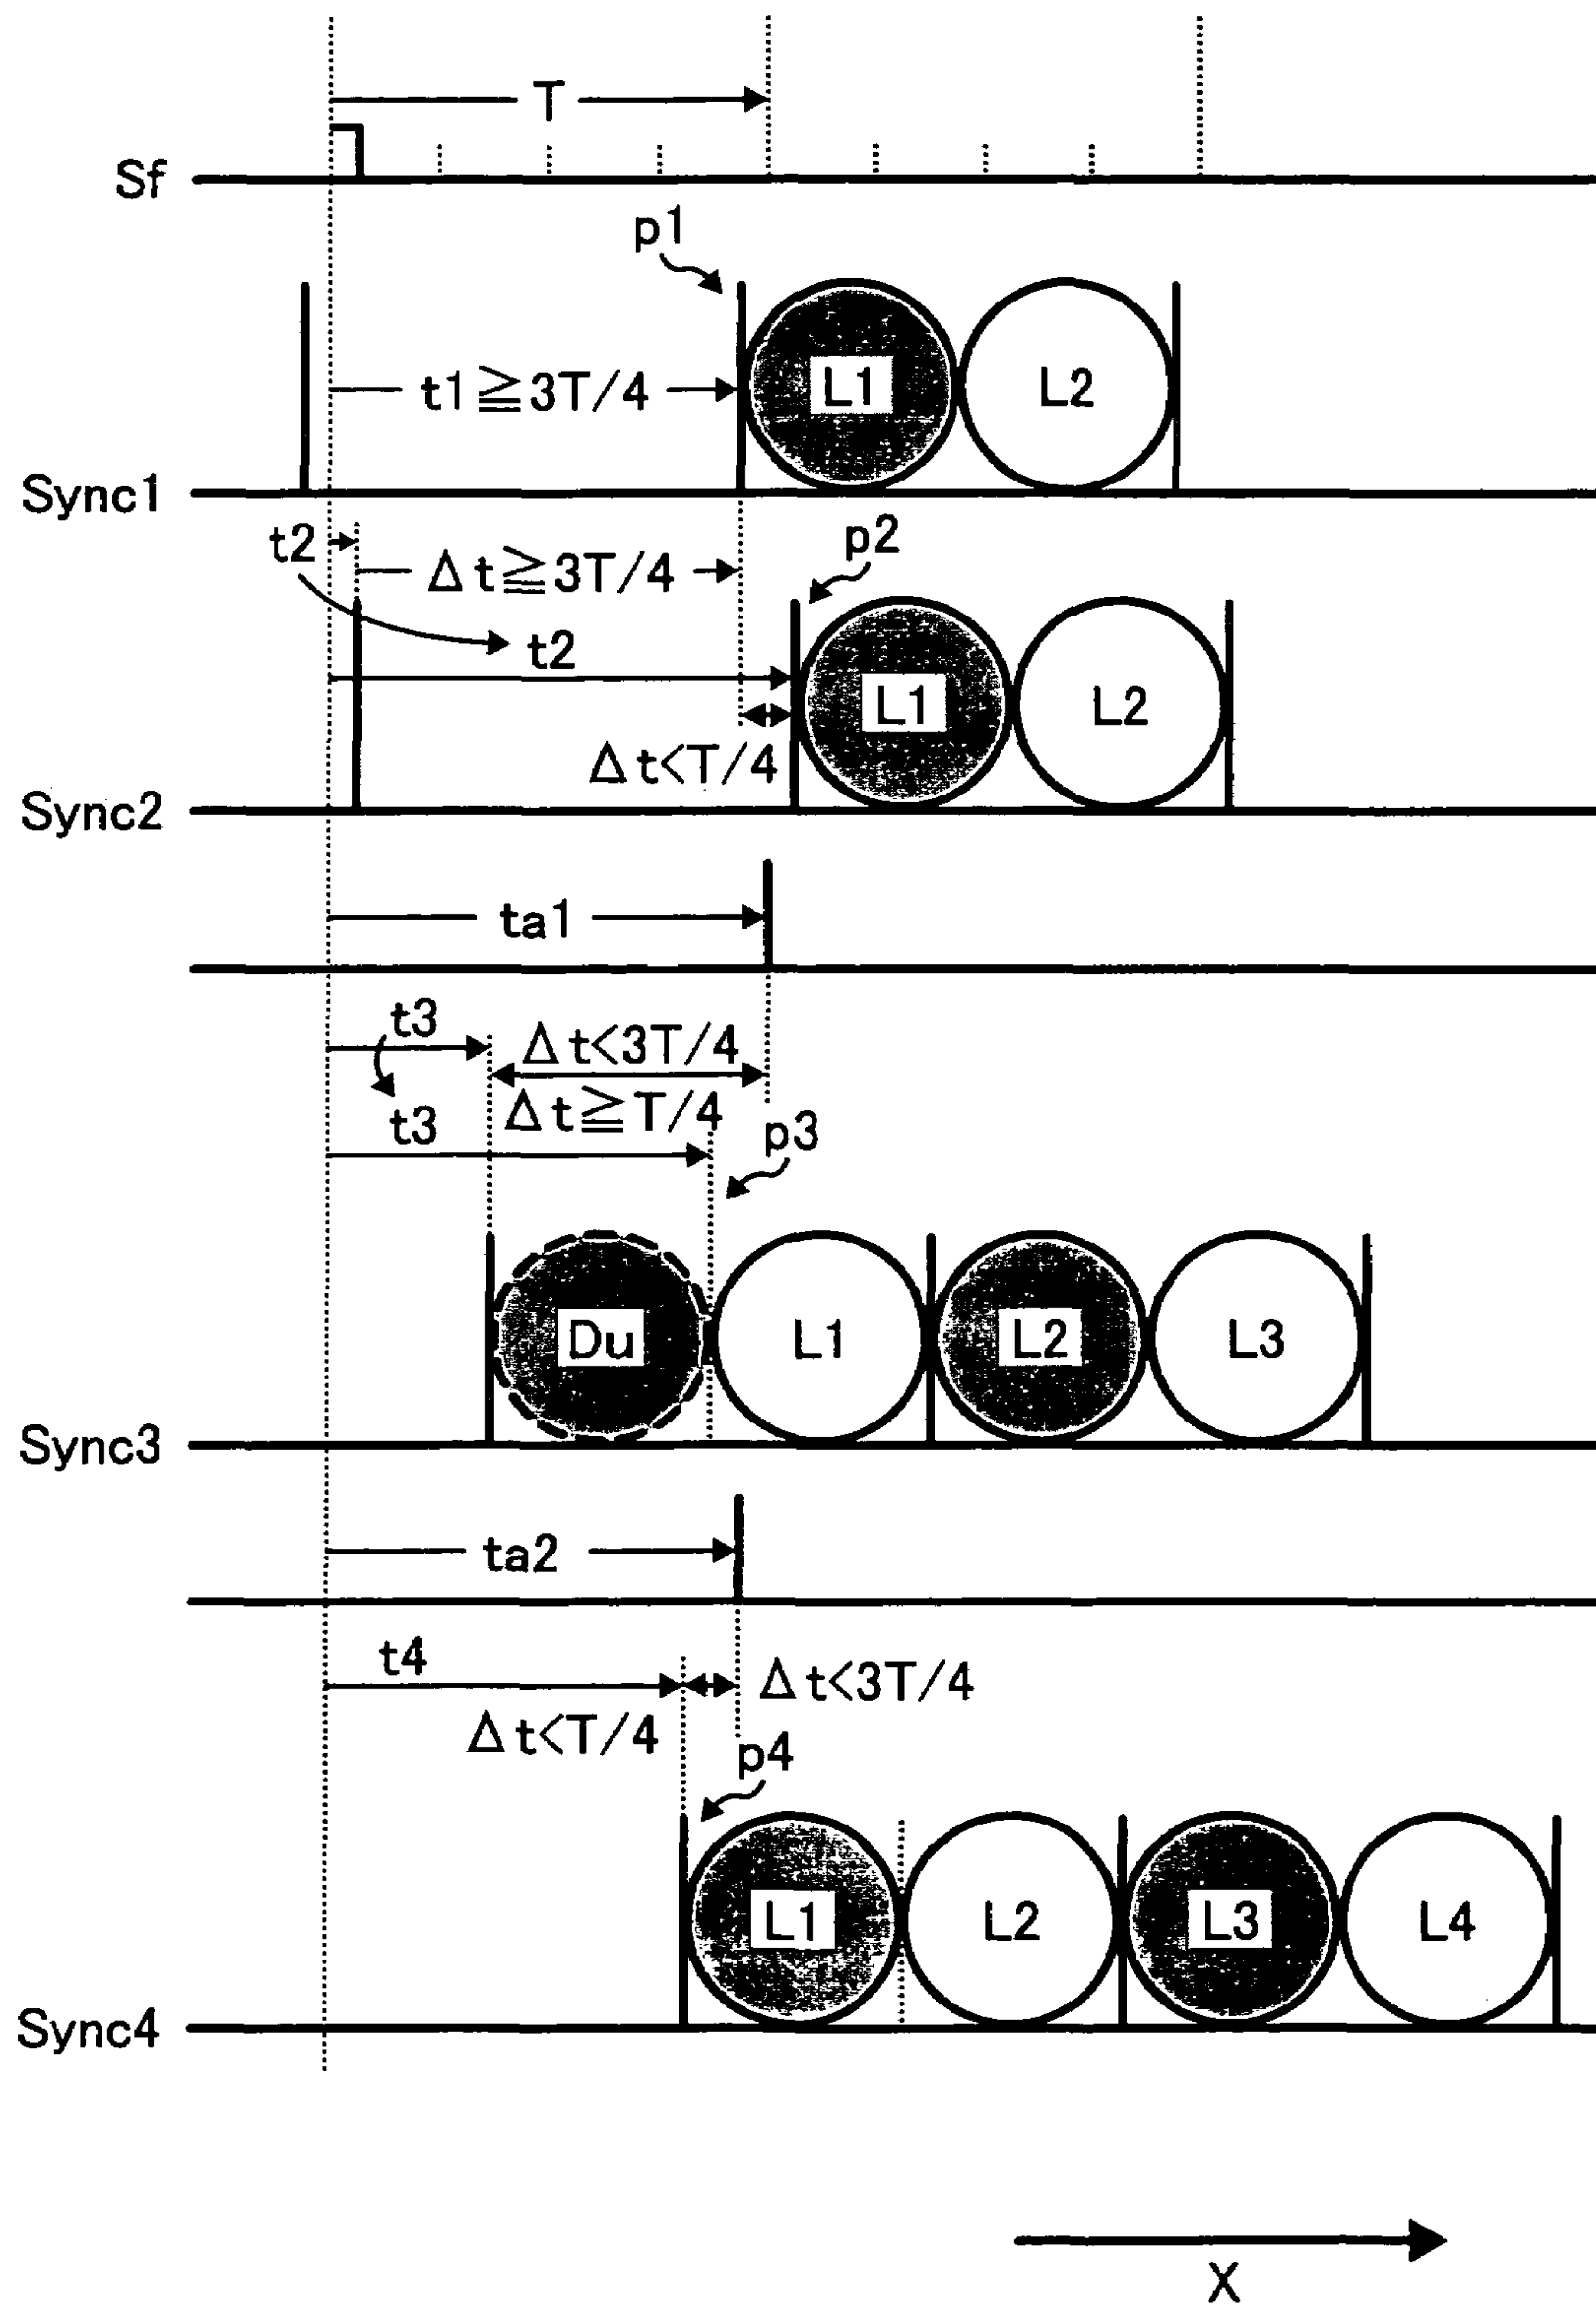 T
Sf
p1
t1≧3T/4
L1
L2
Sync1
t2
Δt≧3T/4
p2
t2
L1
L2
Δt<T/4
Sync2
ta1
t3
Δt<3T/4
t3
Δt≧T/4
p3
Du
L1
L2
L3
Sync3
ta2
t4
Δt<3T/4
Δt<T/4
p4
L1
L2
L3
L4
Sync4
X